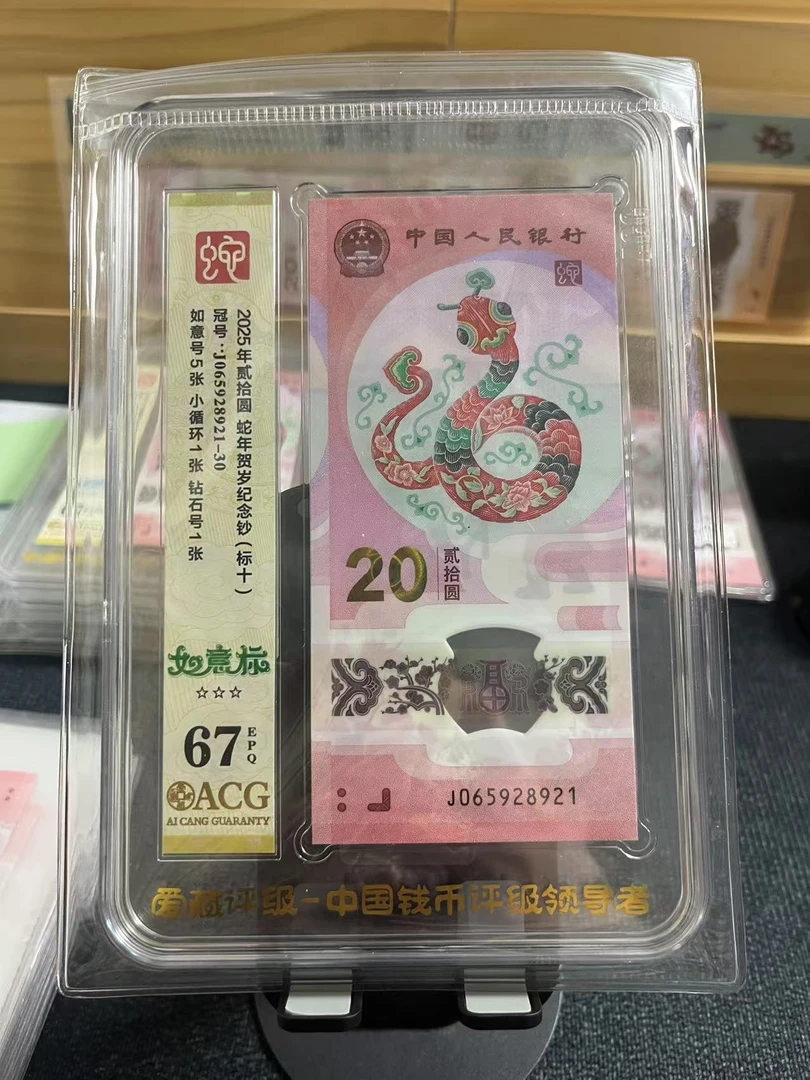 蛇
2025年贰拾圆 蛇年贺岁纪念钞(标十)
冠号:J065928921-30
如意号5张 小循环1张 钻石号1张
如意标
☆☆☆
67 EPQ
ACG
AI CANG GUARANTY
中国人民银行
蛇
20 贰拾圆
福
J065928921
爱藏评级-中国钱币评级领导者